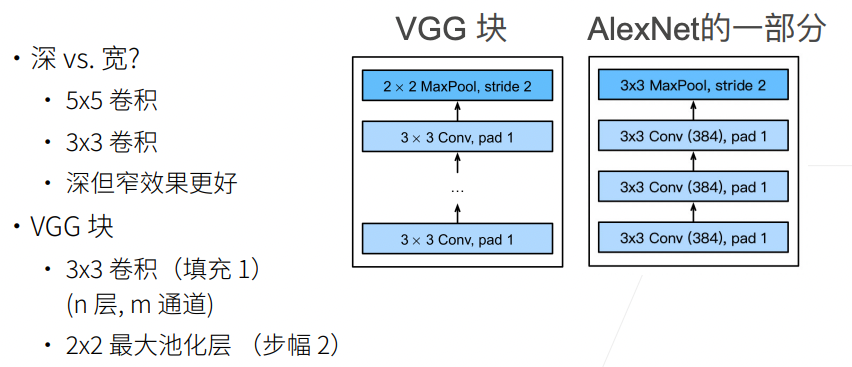 深 vs. 宽?
5x5 卷积
3x3 卷积
深但窄效果更好
VGG 块
3x3 卷积（填充 1）
(n 层, m 通道)
2x2 最大池化层 （步幅 2）
VGG 块
2 × 2 MaxPool, stride 2
3 × 3 Conv, pad 1
...
3 × 3 Conv, pad 1
AlexNet的一部分
3x3 MaxPool, stride 2
3x3 Conv (384), pad 1
3x3 Conv (384), pad 1
3x3 Conv (384), pad 1